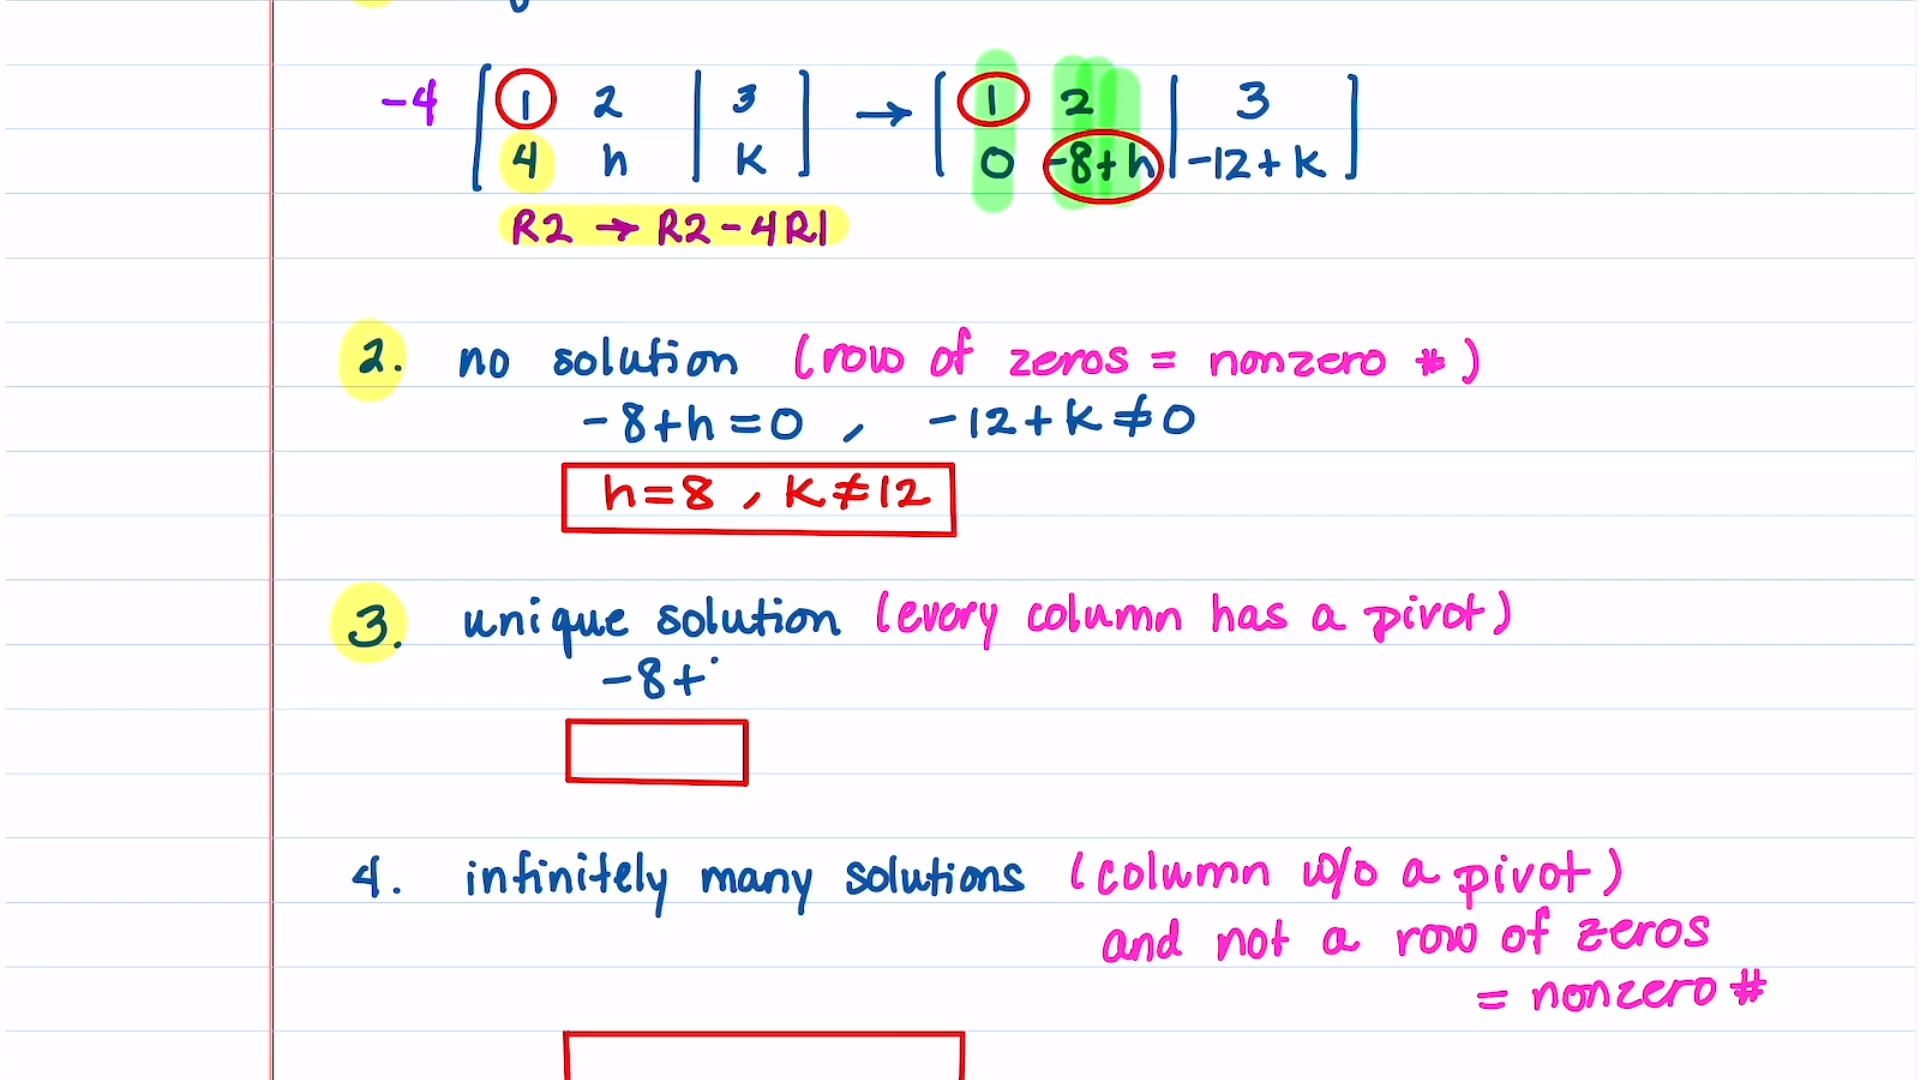 -4 [ 1 2 | 3 ] → [ 1 2 | 3 ]
[ 4 h | k ] [ 0 -8+h | -12+k ]
R2 → R2-4R1
2. no solution (row of zeros = nonzero #)
-8+h=0 , -12+k≠0
h=8 , k≠12
3. unique solution (every column has a pivot)
-8+
4. infinitely many solutions (column w/o a pivot)
and not a row of zeros
= nonzero #